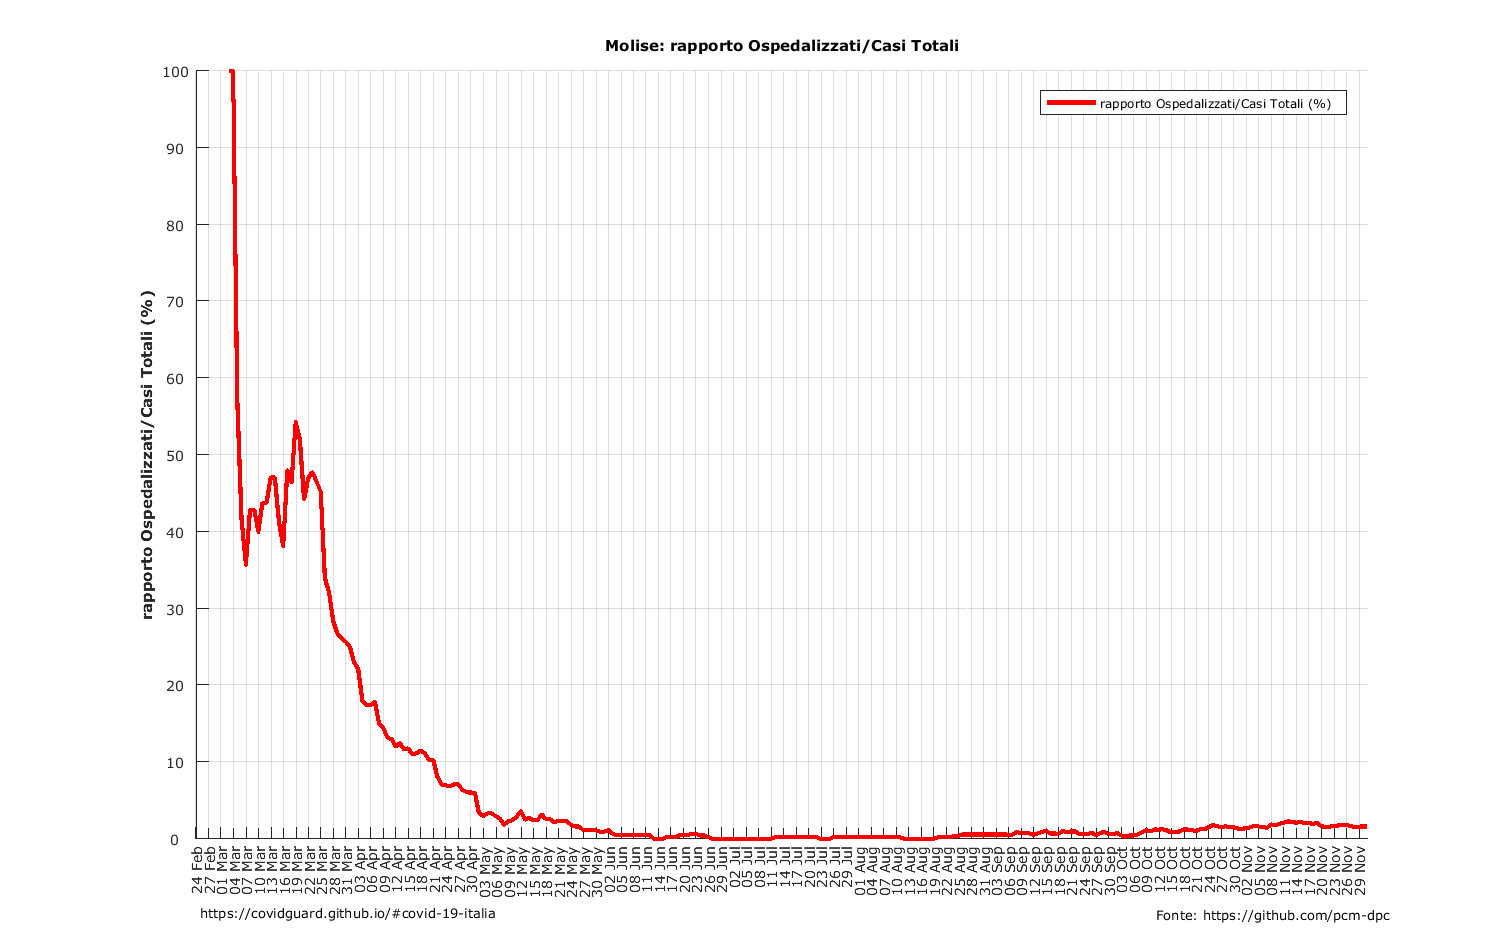 Molise: rapporto Ospedalizzati/Casi Totali
rapporto Ospedalizzati/Casi Totali (%)
rapporto Ospedalizzati/Casi Totali (%)
100
90
80
70
60
50
40
30
20
10
0
24 Feb
27 Feb
01 Mar
04 Mar
07 Mar
10 Mar
13 Mar
16 Mar
19 Mar
22 Mar
25 Mar
28 Mar
31 Mar
03 Apr
06 Apr
09 Apr
12 Apr
15 Apr
18 Apr
21 Apr
24 Apr
27 Apr
30 Apr
03 May
06 May
09 May
12 May
15 May
18 May
21 May
24 May
27 May
30 May
02 Jun
05 Jun
08 Jun
11 Jun
14 Jun
17 Jun
20 Jun
23 Jun
26 Jun
29 Jun
02 Jul
05 Jul
08 Jul
11 Jul
14 Jul
17 Jul
20 Jul
23 Jul
26 Jul
29 Jul
01 Aug
04 Aug
07 Aug
10 Aug
13 Aug
16 Aug
19 Aug
22 Aug
25 Aug
28 Aug
31 Aug
03 Sep
06 Sep
09 Sep
12 Sep
15 Sep
18 Sep
21 Sep
24 Sep
27 Sep
30 Sep
03 Oct
06 Oct
09 Oct
12 Oct
15 Oct
18 Oct
21 Oct
24 Oct
27 Oct
30 Oct
02 Nov
05 Nov
08 Nov
11 Nov
14 Nov
17 Nov
20 Nov
23 Nov
26 Nov
29 Nov
https://covidguard.github.io/#covid-19-italia
Fonte: https://github.com/pcm-dpc